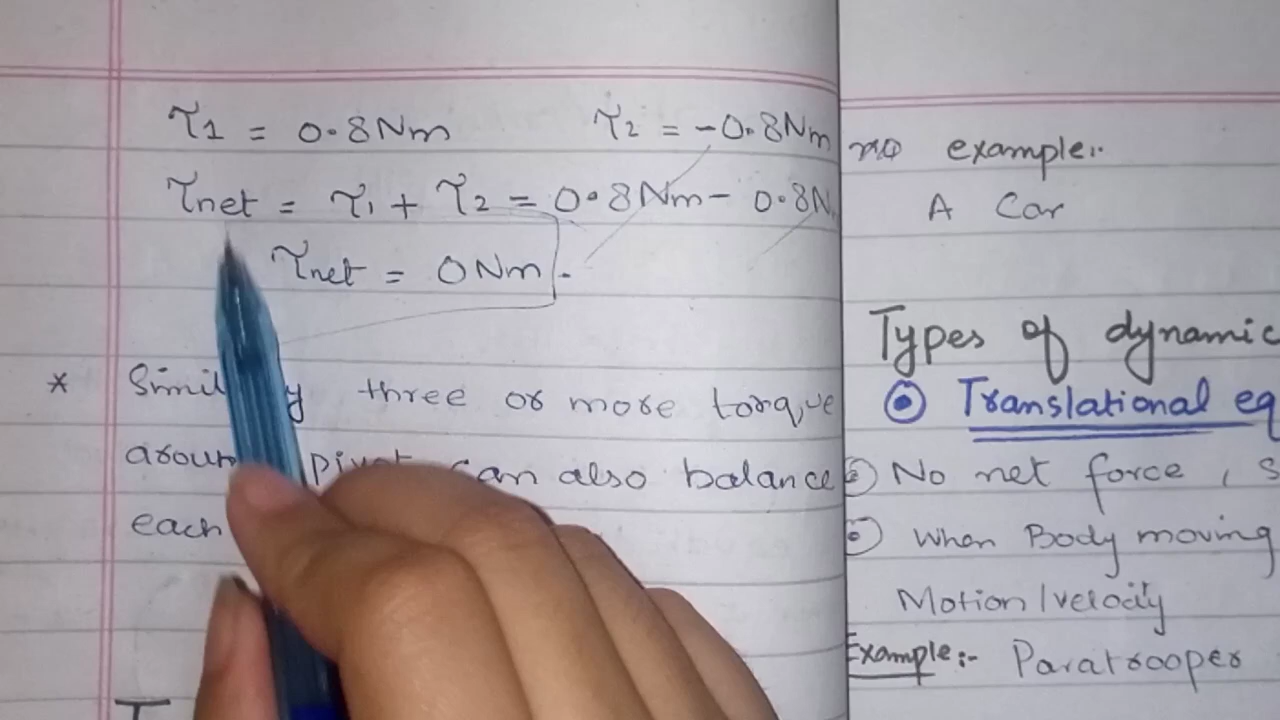 τ1 = 0.8Nm τ2 = -0.8Nm
τnet = τ1 + τ2 = 0.8Nm - 0.8N
τnet = 0Nm.
* three or more torque
can also balance
each
example:-
A Car
Types of dynamic
Translational eq
No net force, s
When Body moving
Motion/velocity
Example:- Paratrooper